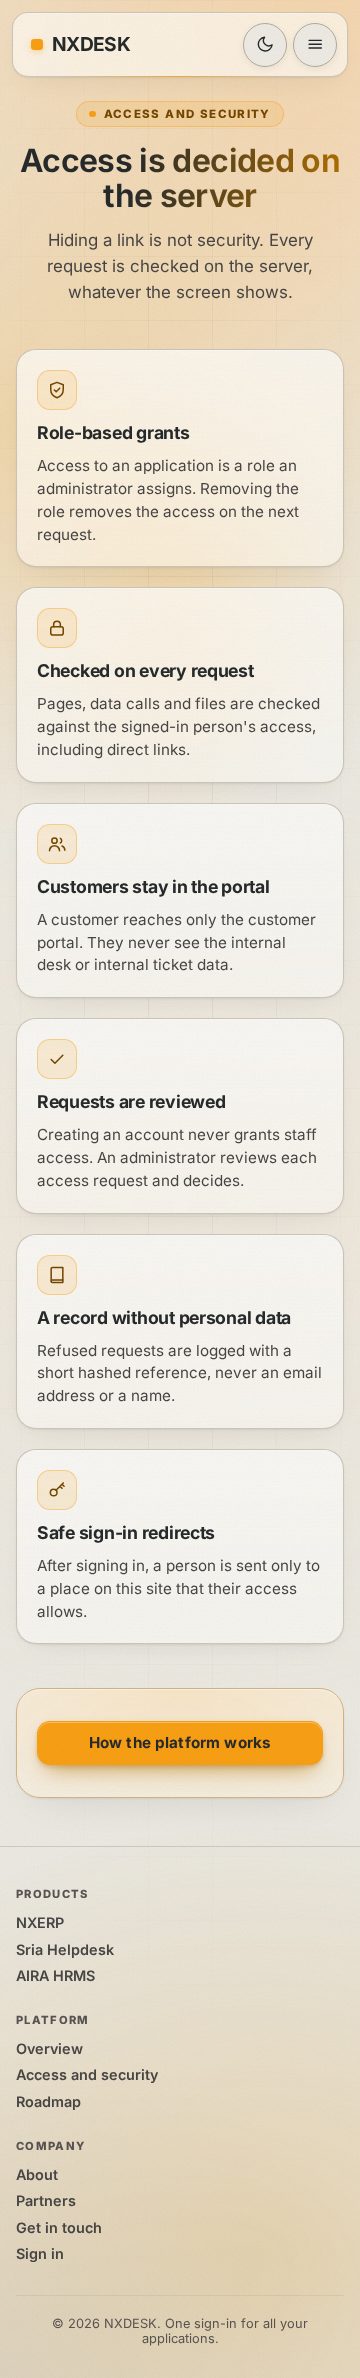 NXDESK
ACCESS AND SECURITY
Access is decided on
the server
Hiding a link is not security. Every
request is checked on the server,
whatever the screen shows.
Role-based grants
Access to an application is a role an
administrator assigns. Removing the
role removes the access on the next
request.
Checked on every request
Pages, data calls and files are checked
against the signed-in person's access,
including direct links.
Customers stay in the portal
A customer reaches only the customer
portal. They never see the internal
desk or internal ticket data.
Requests are reviewed
Creating an account never grants staff
access. An administrator reviews each
access request and decides.
A record without personal data
Refused requests are logged with a
short hashed reference, never an email
address or a name.
Safe sign-in redirects
After signing in, a person is sent only to
a place on this site that their access
allows.
How the platform works
PRODUCTS
NXERP
Sria Helpdesk
AIRA HRMS
PLATFORM
Overview
Access and security
Roadmap
COMPANY
About
Partners
Get in touch
Sign in
© 2026 NXDESK. One sign-in for all your
applications.